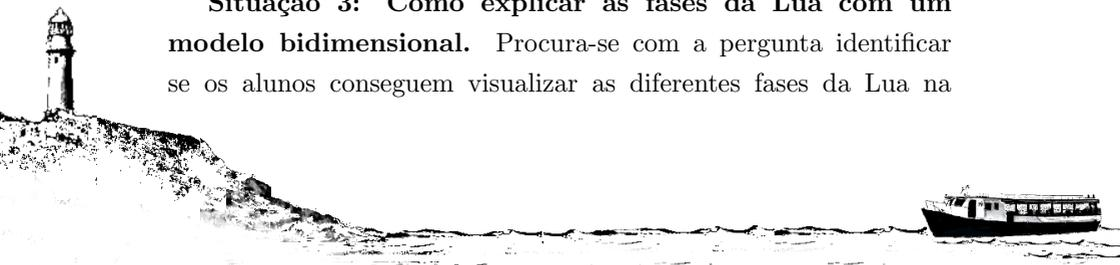 Situação 3: Como explicar as fases da Lua com um
modelo bidimensional. Procura-se com a pergunta identificar
se os alunos conseguem visualizar as diferentes fases da Lua na